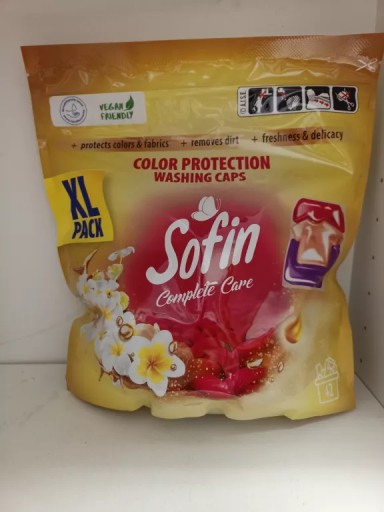 VEGAN
FRIENDLY
A.I.S.E.
+ protects colors & fabrics + removes dirt + freshness & delicacy
COLOR PROTECTION
WASHING CAPS
XL
PACK
Sofin
Complete Care